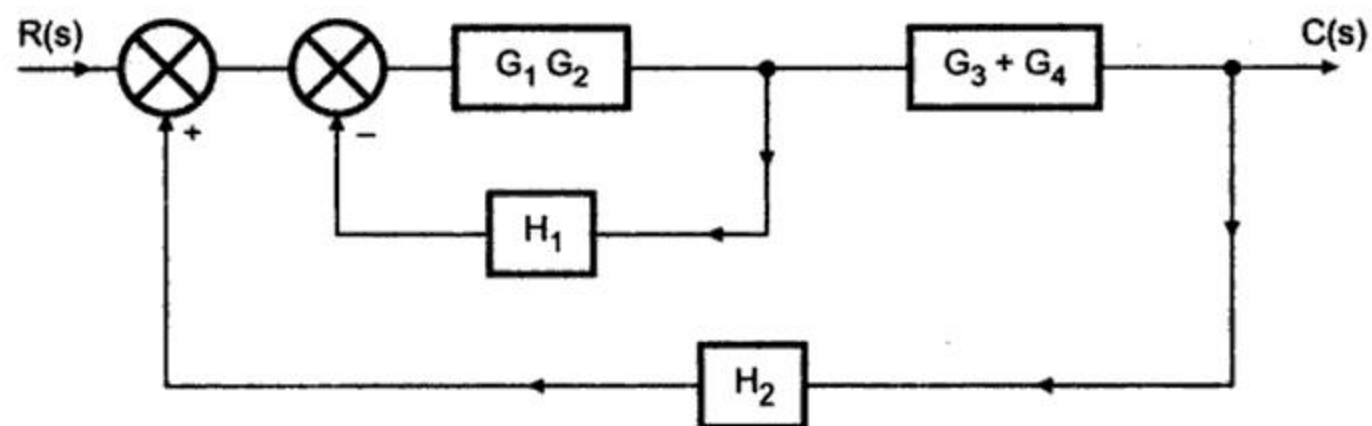 R(s)
G₁ G₂
G₃ + G₄
C(s)
+
–
H₁
H₂